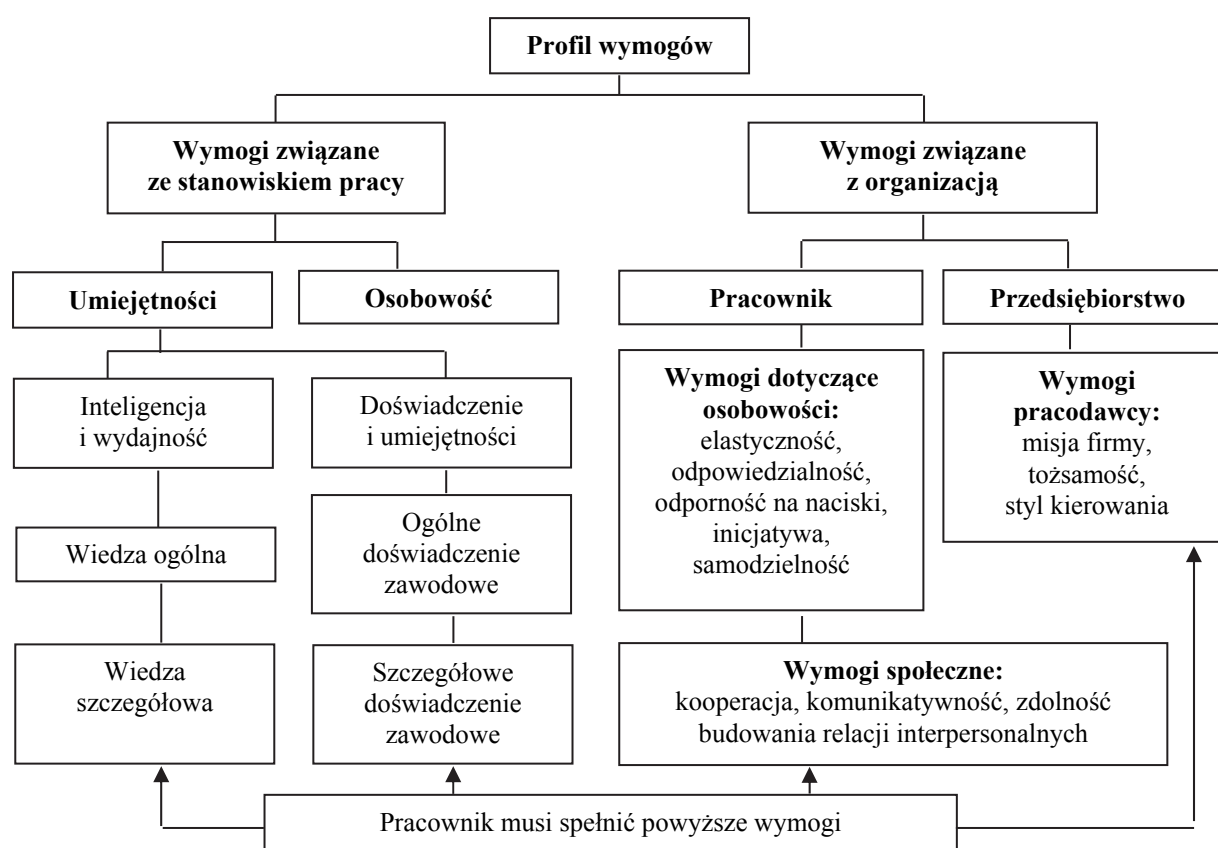 Profil wymogów
Wymogi związane
ze stanowiskiem pracy
Wymogi związane
z organizacją
Umiejętności
Osobowość
Pracownik
Przedsiębiorstwo
Inteligencja
i wydajność
Doświadczenie
i umiejętności
Wymogi dotyczące
osobowości:
elastyczność,
odpowiedzialność,
odporność na naciski,
inicjatywa,
samodzielność
Wymogi
pracodawcy:
misja firmy,
tożsamość,
styl kierowania
Wiedza ogólna
Ogólne
doświadczenie
zawodowe
Wiedza
szczegółowa
Szczegółowe
doświadczenie
zawodowe
Wymogi społeczne:
kooperacja, komunikatywność, zdolność
budowania relacji interpersonalnych
Pracownik musi spełnić powyższe wymogi